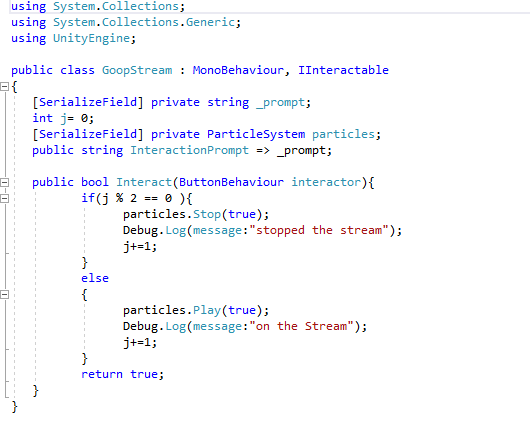 using System.Collections;
using System.Collections.Generic;
using UnityEngine;
public class GoopStream : MonoBehaviour, IInteractable
{
[SerializeField] private string _prompt;
int j= 0;
[SerializeField] private ParticleSystem particles;
public string InteractionPrompt => _prompt;
public bool Interact(ButtonBehaviour interactor){
if(j % 2 == 0 ){
particles.Stop(true);
Debug.Log(message:"stopped the stream");
j+=1;
}
else
{
particles.Play(true);
Debug.Log(message:"on the Stream");
j+=1;
}
return true;
}
}